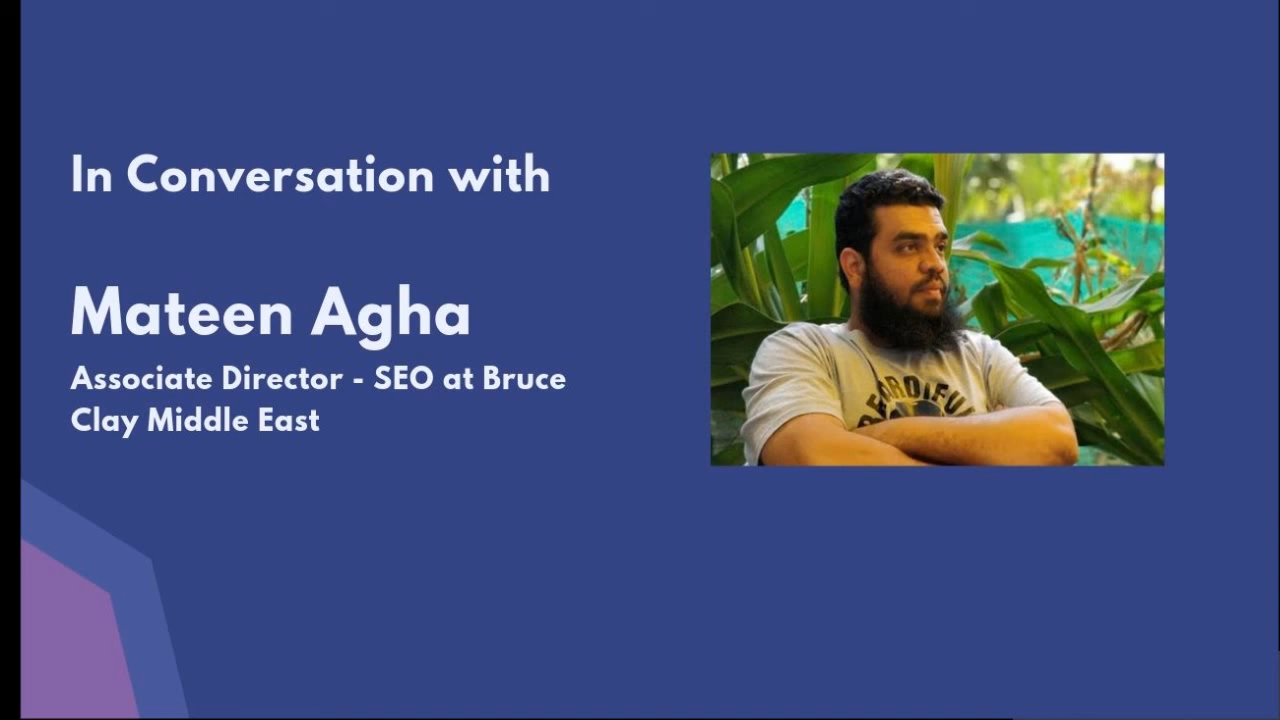 In Conversation with
Mateen Agha
Associate Director - SEO at Bruce
Clay Middle East